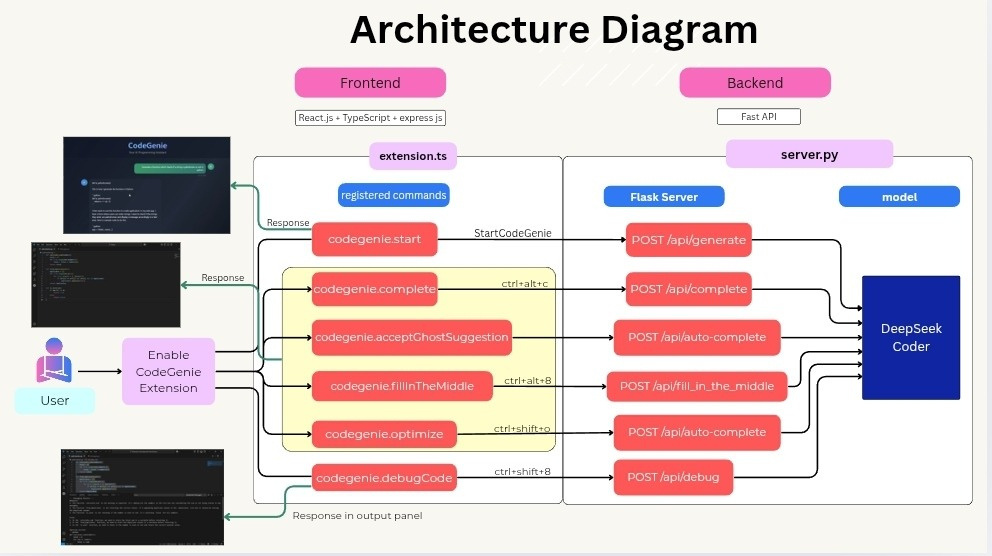 Architecture Diagram
Frontend
Backend
React.js + TypeScript + express js
Fast API
extension.ts
server.py
CodeGenie
registered commands
Flask Server
model
Response
codegenie.start
StartCodeGenie
POST /api/generate
Response
codegenie.complete
ctrl+alt+c
POST /api/complete
codegenie.acceptGhostSuggestion
POST /api/auto-complete
DeepSeek
Coder
Enable
CodeGenie
Extension
User
codegenie.fillInTheMiddle
ctrl+alt+8
POST /api/fill_in_the_middle
codegenie.optimize
ctrl+shift+o
POST /api/auto-complete
codegenie.debugCode
ctrl+shift+8
POST /api/debug
Response in output panel